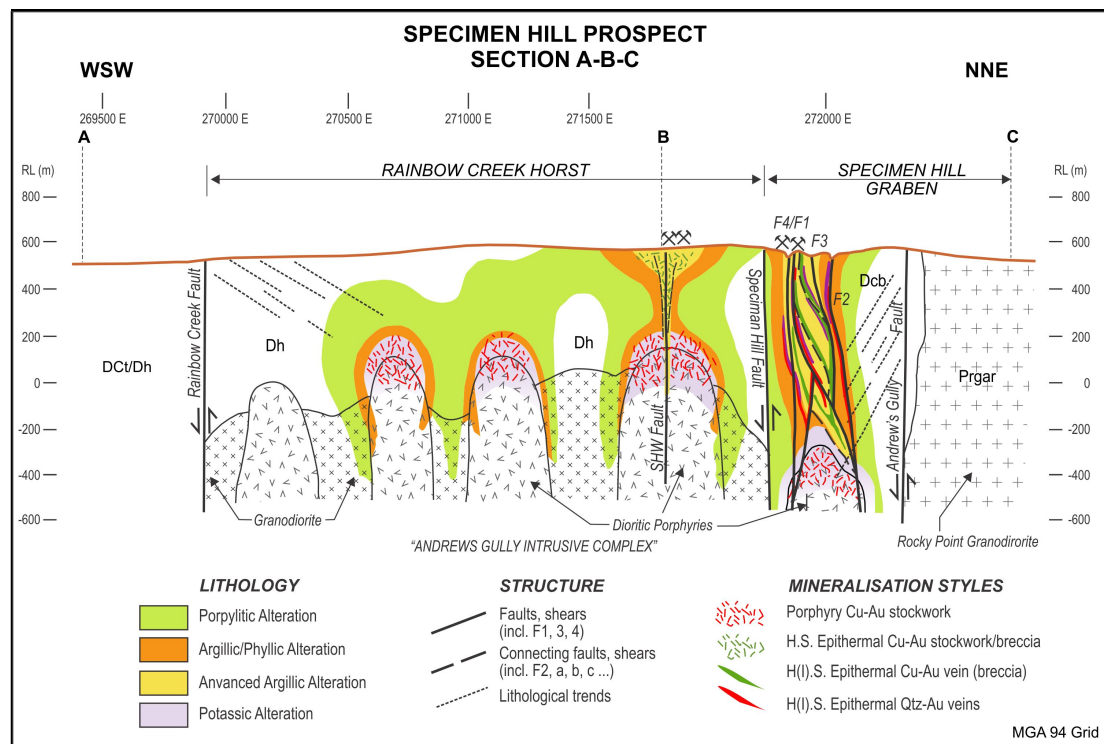 SPECIMEN HILL PROSPECT
SECTION A-B-C
WSW
NNE
269500 E
270000 E
270500 E
271000 E
271500 E
272000 E
A
B
C
RL (m)
RAINBOW CREEK HORST
SPECIMEN HILL
GRABEN
RL (m)
800
600
400
200
0
-200
-400
-600
800
600
400
200
0
-200
-400
-600
F4/F1
F3
F2
Rainbow Creek Fault
DCt/Dh
Dh
Dh
SHW Fault
Specimen Hill Fault
Dcb
Andrew's Gully Fault
Prgar
Granodiorite
Dioritic Porphyries
Rocky Point Granodirorite
"ANDREWS GULLY INTRUSIVE COMPLEX"
LITHOLOGY
Porpylitic Alteration
Argillic/Phyllic Alteration
Anvanced Argillic Alteration
Potassic Alteration
STRUCTURE
Faults, shears
(incl. F1, 3, 4)
Connecting faults, shears
(incl. F2, a, b, c ...)
Lithological trends
MINERALISATION STYLES
Porphyry Cu-Au stockwork
H.S. Epithermal Cu-Au stockwork/breccia
H(I).S. Epithermal Cu-Au vein (breccia)
H(I).S. Epithermal Qtz-Au veins
MGA 94 Grid